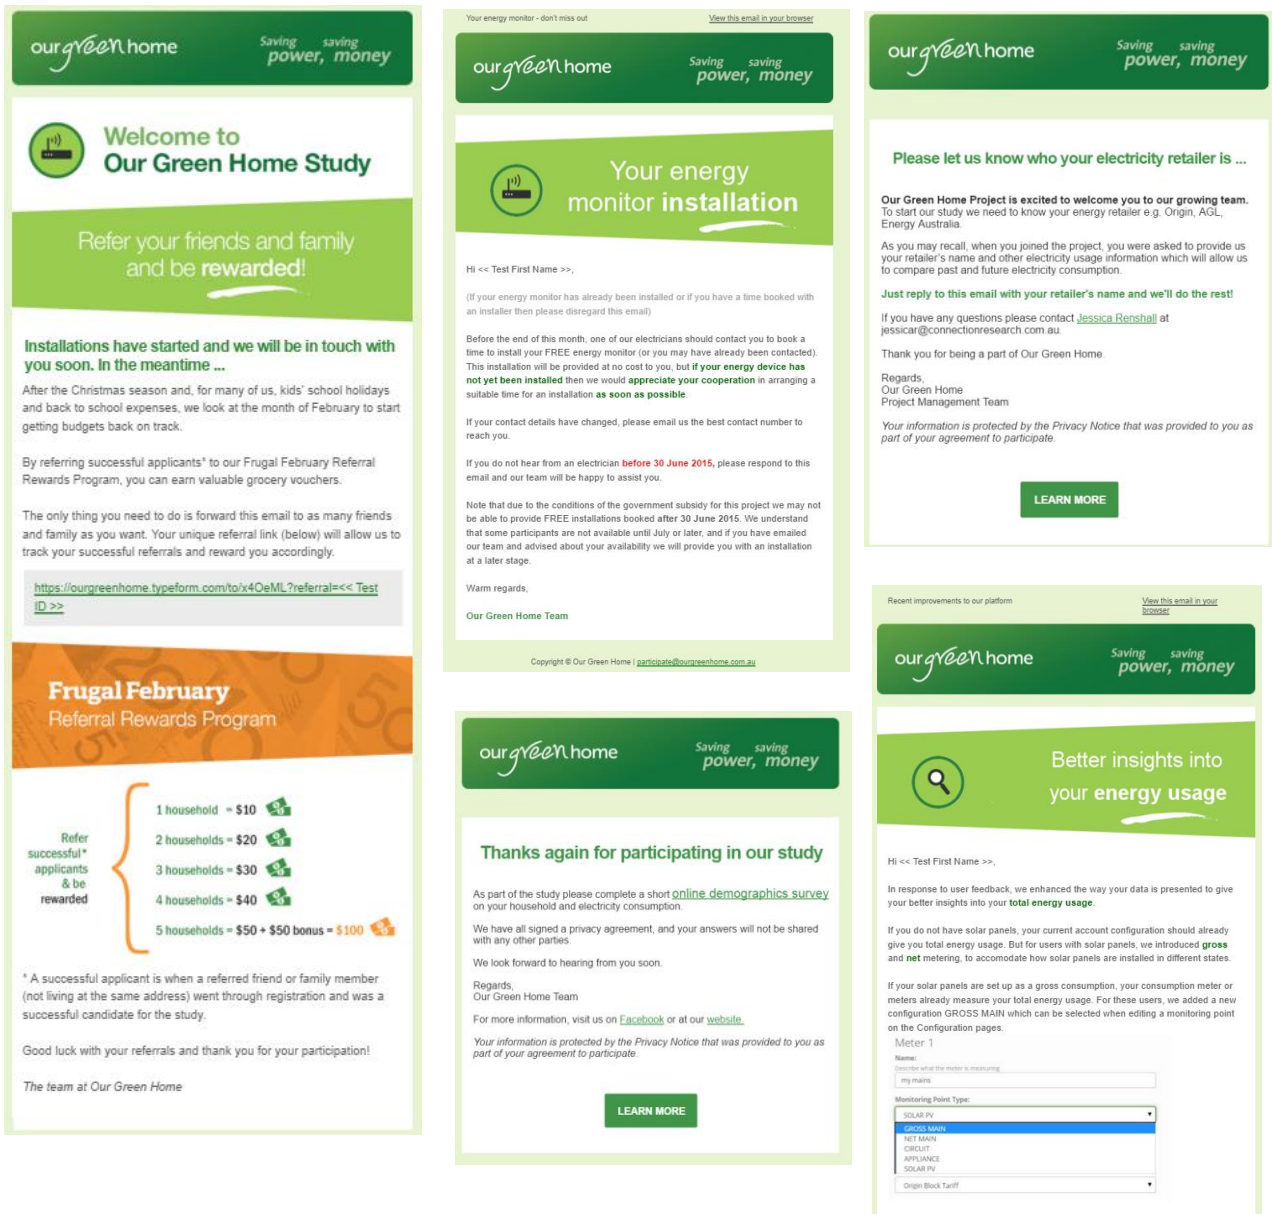 our green home
Saving saving
power, money
Welcome to
Our Green Home Study
Refer your friends and family
and be rewarded!
Installations have started and we will be in touch with
you soon. In the meantime ...
After the Christmas season and, for many of us, kids' school holidays
and back to school expenses, we look at the month of February to start
getting budgets back on track.
By referring successful applicants* to our Frugal February Referral
Rewards Program, you can earn valuable grocery vouchers.
The only thing you need to do is forward this email to as many friends
and family as you want. Your unique referral link (below) will allow us to
track your successful referrals and reward you accordingly.
https://ourgreenhome.typeform.com/to/x4OeML?referral=<< Test
ID >>
Frugal February
Referral Rewards Program
Refer
successful*
applicants
& be
rewarded
1 household = $10
2 households = $20
3 households = $30
4 households = $40
5 households = $50 + $50 bonus = $100
* A successful applicant is when a referred friend or family member
(not living at the same address) went through registration and was a
successful candidate for the study.
Good luck with your referrals and thank you for your participation!
The team at Our Green Home
Your energy monitor - don't miss out
View this email in your browser
our green home
Saving saving
power, money
Your energy
monitor installation
Hi << Test First Name >>,
(If your energy monitor has already been installed or if you have a time booked with
an installer then please disregard this email)
Before the end of this month, one of our electricians should contact you to book a
time to install your FREE energy monitor (or you may have already been contacted).
This installation will be provided at no cost to you, but if your energy device has
not yet been installed then we would appreciate your cooperation in arranging a
suitable time for an installation as soon as possible.
If your contact details have changed, please email us the best contact number to
reach you.
If you do not hear from an electrician before 30 June 2015, please respond to this
email and our team will be happy to assist you.
Note that due to the conditions of the government subsidy for this project we may not
be able to provide FREE installations booked after 30 June 2015. We understand
that some participants are not available until July or later, and if you have emailed
our team and advised about your availability we will provide you with an installation
at a later stage.
Warm regards,
Our Green Home Team
Copyright © Our Green Home | participate@ourgreenhome.com.au
our green home
Saving saving
power, money
Thanks again for participating in our study
As part of the study please complete a short online demographics survey
on your household and electricity consumption.
We have all signed a privacy agreement, and your answers will not be shared
with any other parties.
We look forward to hearing from you soon.
Regards,
Our Green Home Team
For more information, visit us on Facebook or at our website.
Your information is protected by the Privacy Notice that was provided to you as
part of your agreement to participate.
LEARN MORE
our green home
Saving saving
power, money
Please let us know who your electricity retailer is ...
Our Green Home Project is excited to welcome you to our growing team.
To start our study we need to know your energy retailer e.g. Origin, AGL,
Energy Australia.
As you may recall, when you joined the project, you were asked to provide us
your retailer's name and other electricity usage information which will allow us
to compare past and future electricity consumption.
Just reply to this email with your retailer's name and we'll do the rest!
If you have any questions please contact Jessica Renshall at
jessicar@connectionresearch.com.au.
Thank you for being a part of Our Green Home.
Regards,
Our Green Home
Project Management Team
Your information is protected by the Privacy Notice that was provided to you as
part of your agreement to participate.
LEARN MORE
Recent improvements to our platform
View this email in your
browser
our green home
Saving saving
power, money
Better insights into
your energy usage
Hi << Test First Name >>,
In response to user feedback, we enhanced the way your data is presented to give
your better insights into your total energy usage.
If you do not have solar panels, your current account configuration should already
give you total energy usage. But for users with solar panels, we introduced gross
and net metering, to accomodate how solar panels are installed in different states.
If your solar panels are set up as a gross consumption, your consumption meter or
meters already measure your total energy usage. For these users, we added a new
configuration GROSS MAIN which can be selected when editing a monitoring point
on the Configuration pages.
Meter 1
Name:
Describe what the meter is measuring
my mains
Monitoring Point Type:
SOLAR PV
GROSS MAIN
NET MAIN
CIRCUIT
APPLIANCE
SOLAR PV
Origin Block Tariff